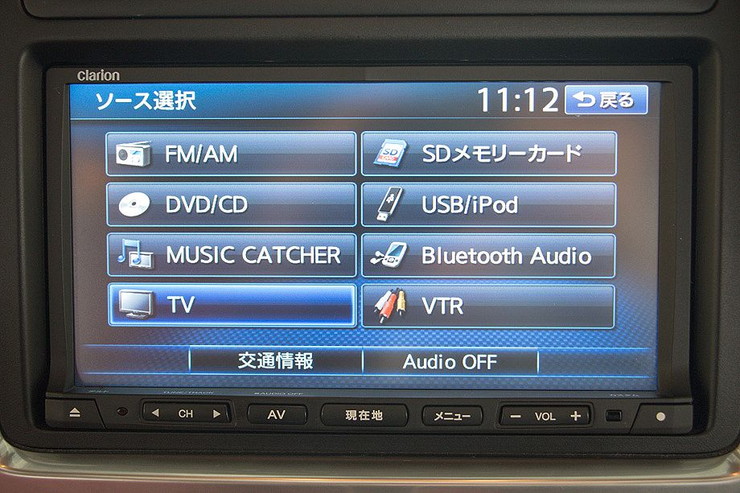 Clarion
ソース選択 11:12 戻る
FM/AM SDメモリーカード
DVD/CD USB/iPod
MUSIC CATCHER Bluetooth Audio
TV VTR
交通情報 Audio OFF
CH AV 現在地 メニュー − VOL +